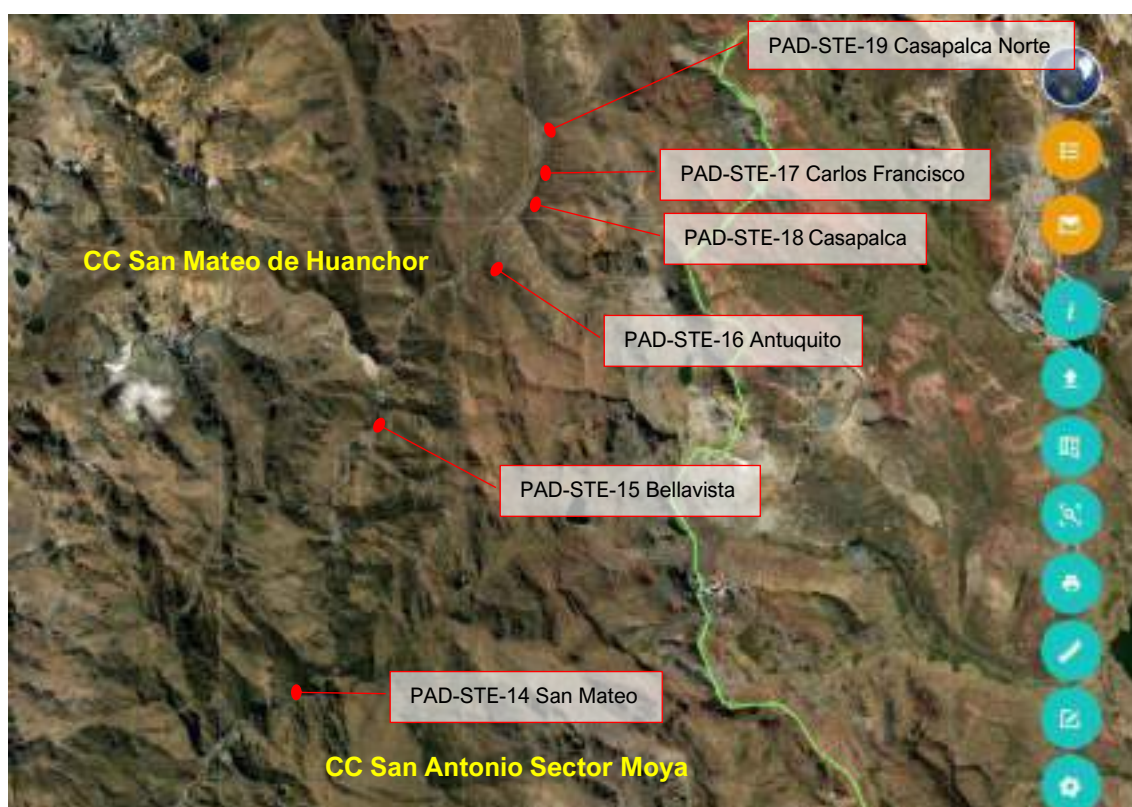 PAD-STE-19 Casapalca Norte
PAD-STE-17 Carlos Francisco
PAD-STE-18 Casapalca
CC San Mateo de Huanchor
PAD-STE-16 Antuquito
PAD-STE-15 Bellavista
PAD-STE-14 San Mateo
CC San Antonio Sector Moya